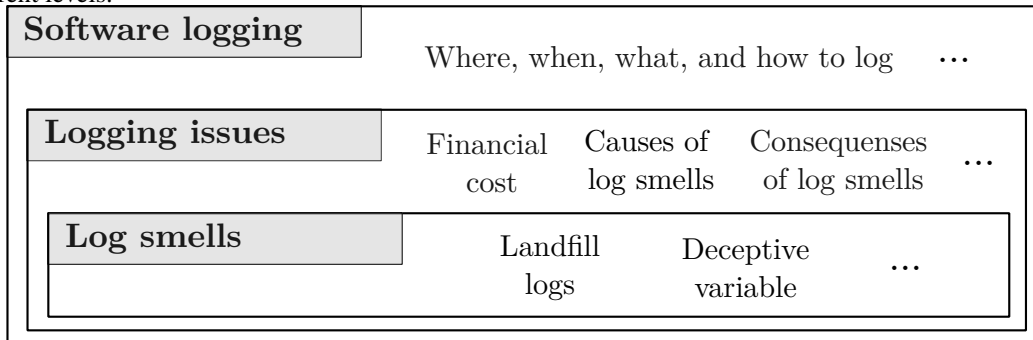 Software logging
Where, when, what, and how to log ...
Logging issues
Financial cost
Causes of log smells
Consequenses of log smells
...
Log smells
Landfill logs
Deceptive variable
...